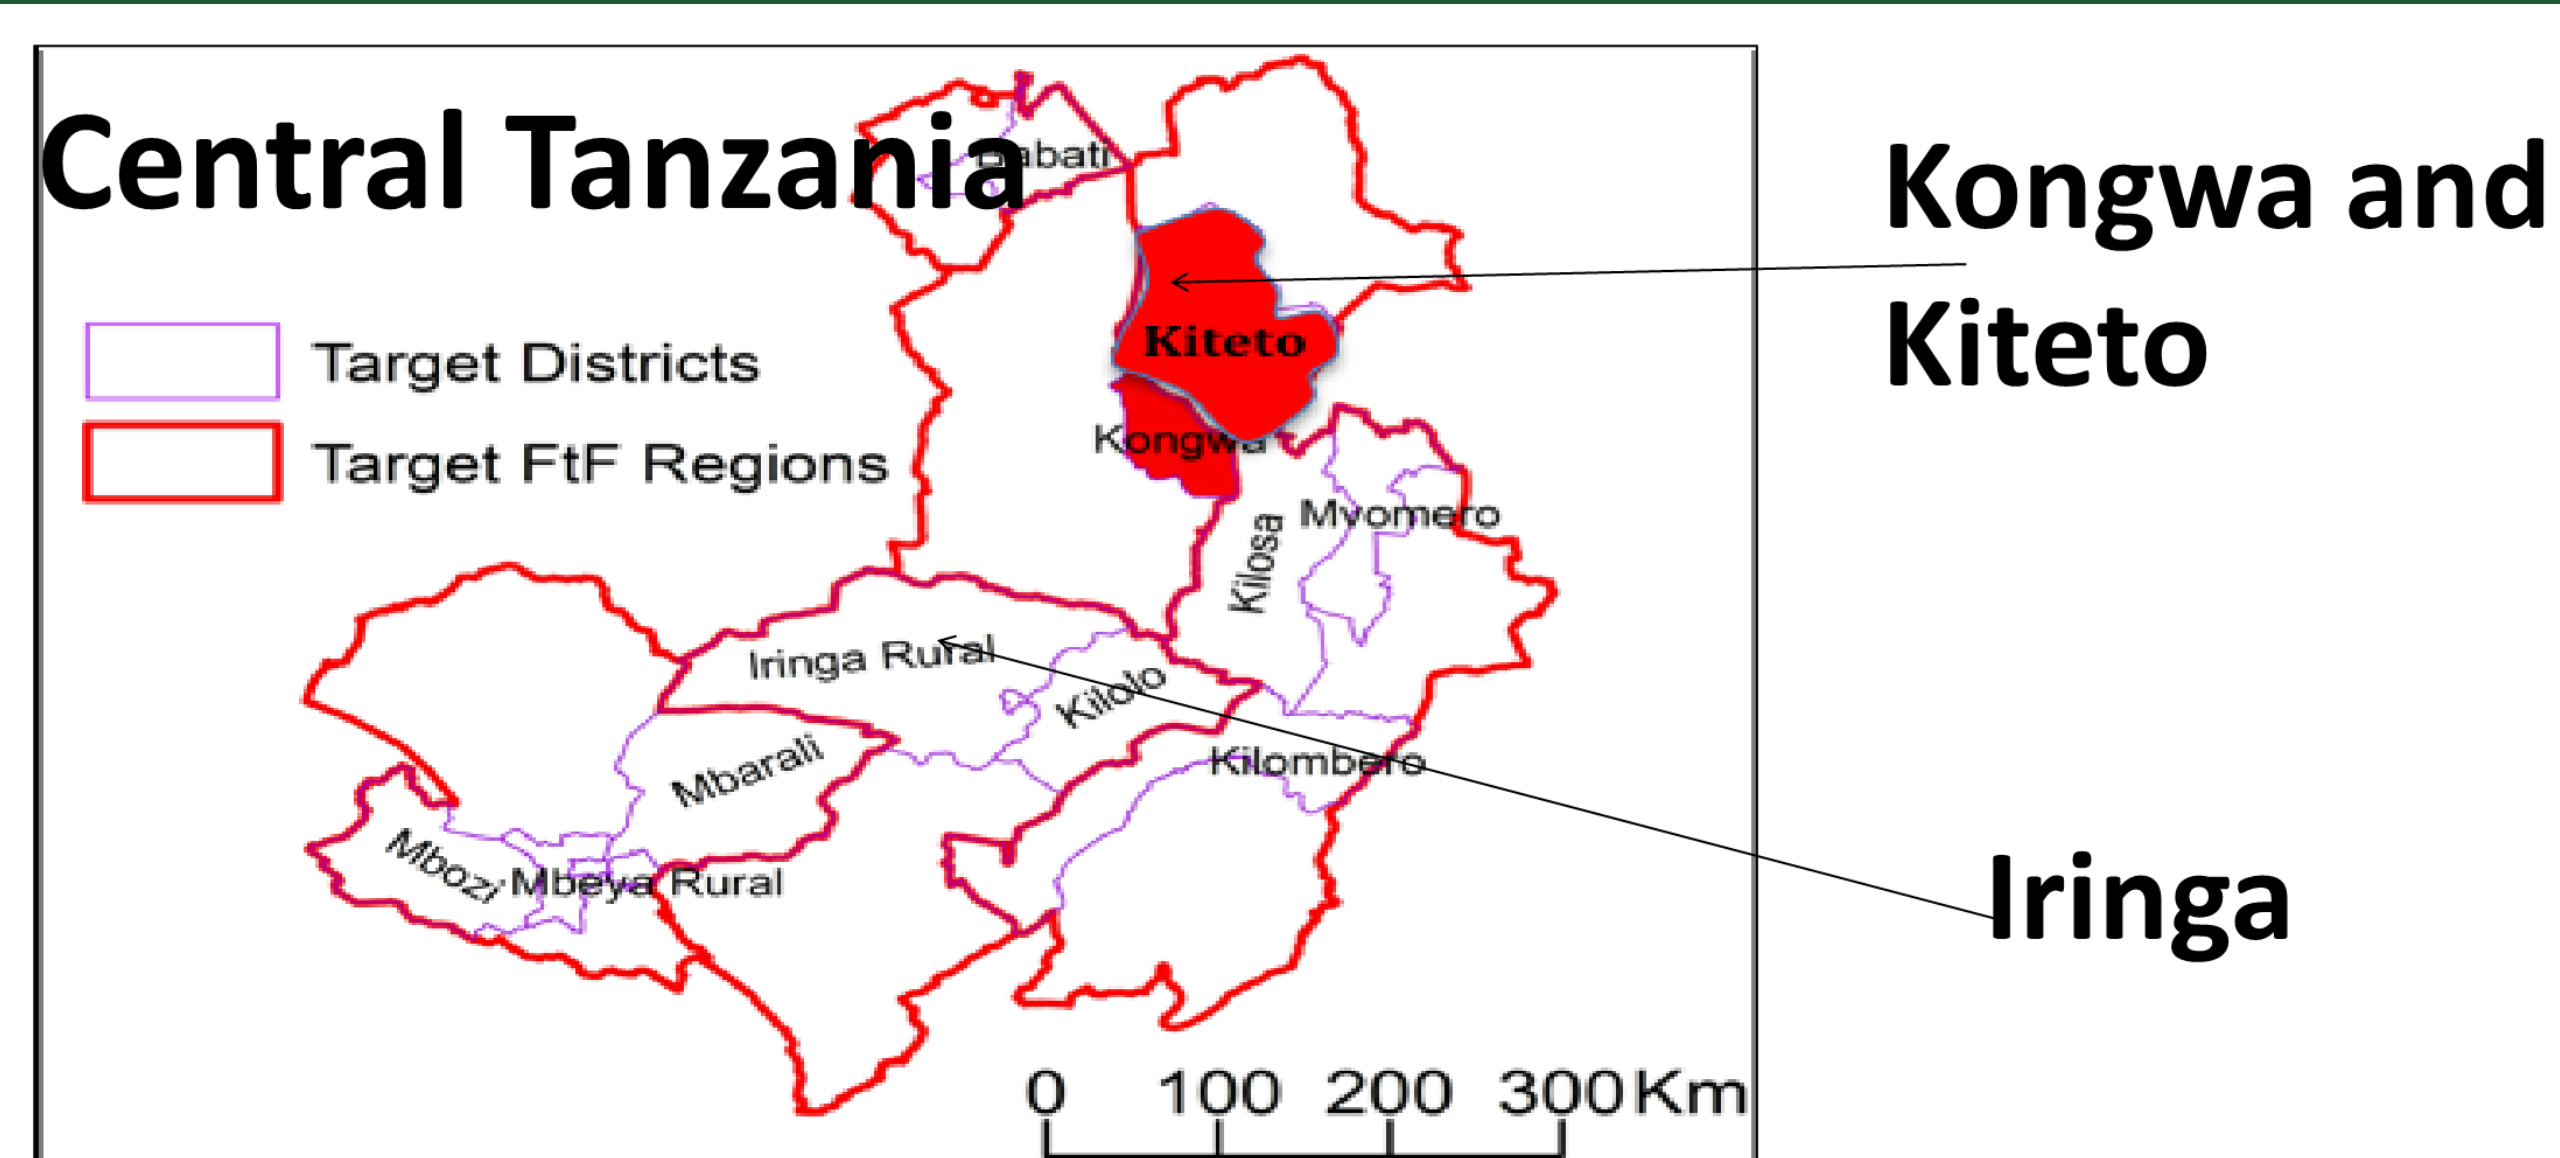 Central Tanzania
Babati
Kongwa and
Kiteto
Target Districts
Target FtF Regions
Kiteto
Kongwa
Mvomero
Kilosa
Iringa Rural
Kilolo
Mbarali
Kilombero
Mbozi
Mbeya Rural
Iringa
0 100 200 300 Km